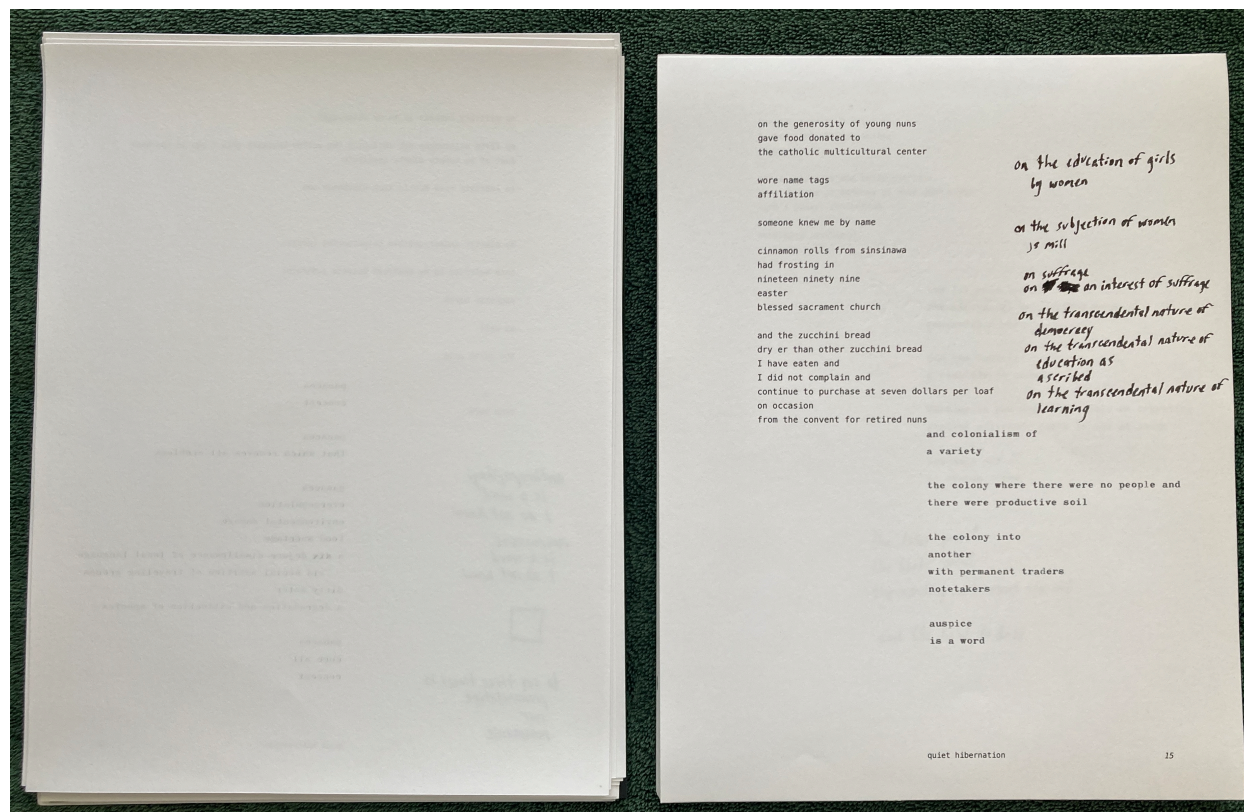 on the generosity of young nuns
gave food donated to
the catholic multicultural center
wore name tags
affiliation
someone knew me by name
cinnamon rolls from sinsinawa
had frosting in
nineteen ninety nine
easter
blessed sacrament church
and the zucchini bread
dry er than other zucchini bread
I have eaten and
I did not complain and
continue to purchase at seven dollars per loaf
on occasion
from the convent for retired nuns
on the education of girls
by women
on the subjection of women
js mill
on suffrage
on an interest of suffrage
on the transcendental nature of
democracy
on the transcendental nature of
education as
ascribed
on the transcendental nature of
learning
and colonialism of
a variety
the colony where there were no people and
there were productive soil
the colony into
another
with permanent traders
notetakers
auspice
is a word
quiet hibernation
15